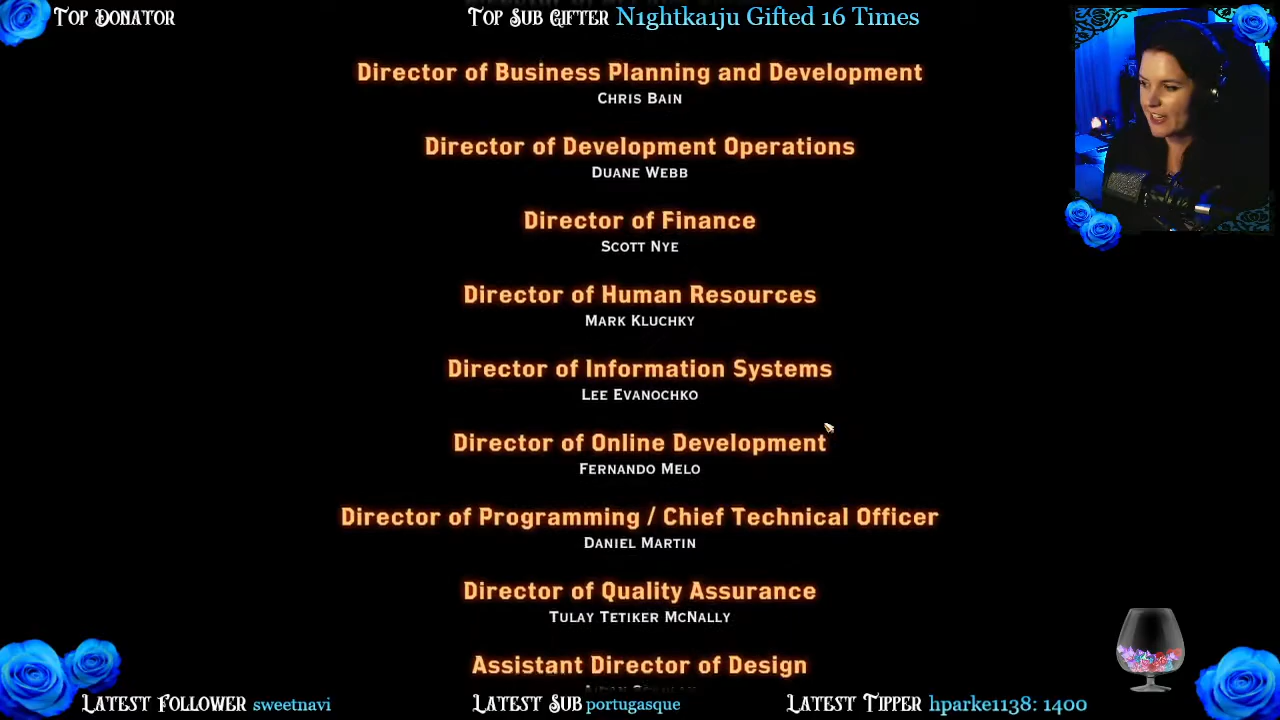 Top Donator
Top Sub Gifter N1ghtka1ju Gifted 16 Times
Director of Business Planning and Development
Chris Bain
Director of Development Operations
Duane Webb
Director of Finance
Scott Nye
Director of Human Resources
Mark Kluchky
Director of Information Systems
Lee Evanochko
Director of Online Development
Fernando Melo
Director of Programming / Chief Technical Officer
Daniel Martin
Director of Quality Assurance
Tulay Tetiker McNally
Assistant Director of Design
Latest Follower sweetnavi
Latest Sub portugasque
Latest Tipper hparke1138: 1400